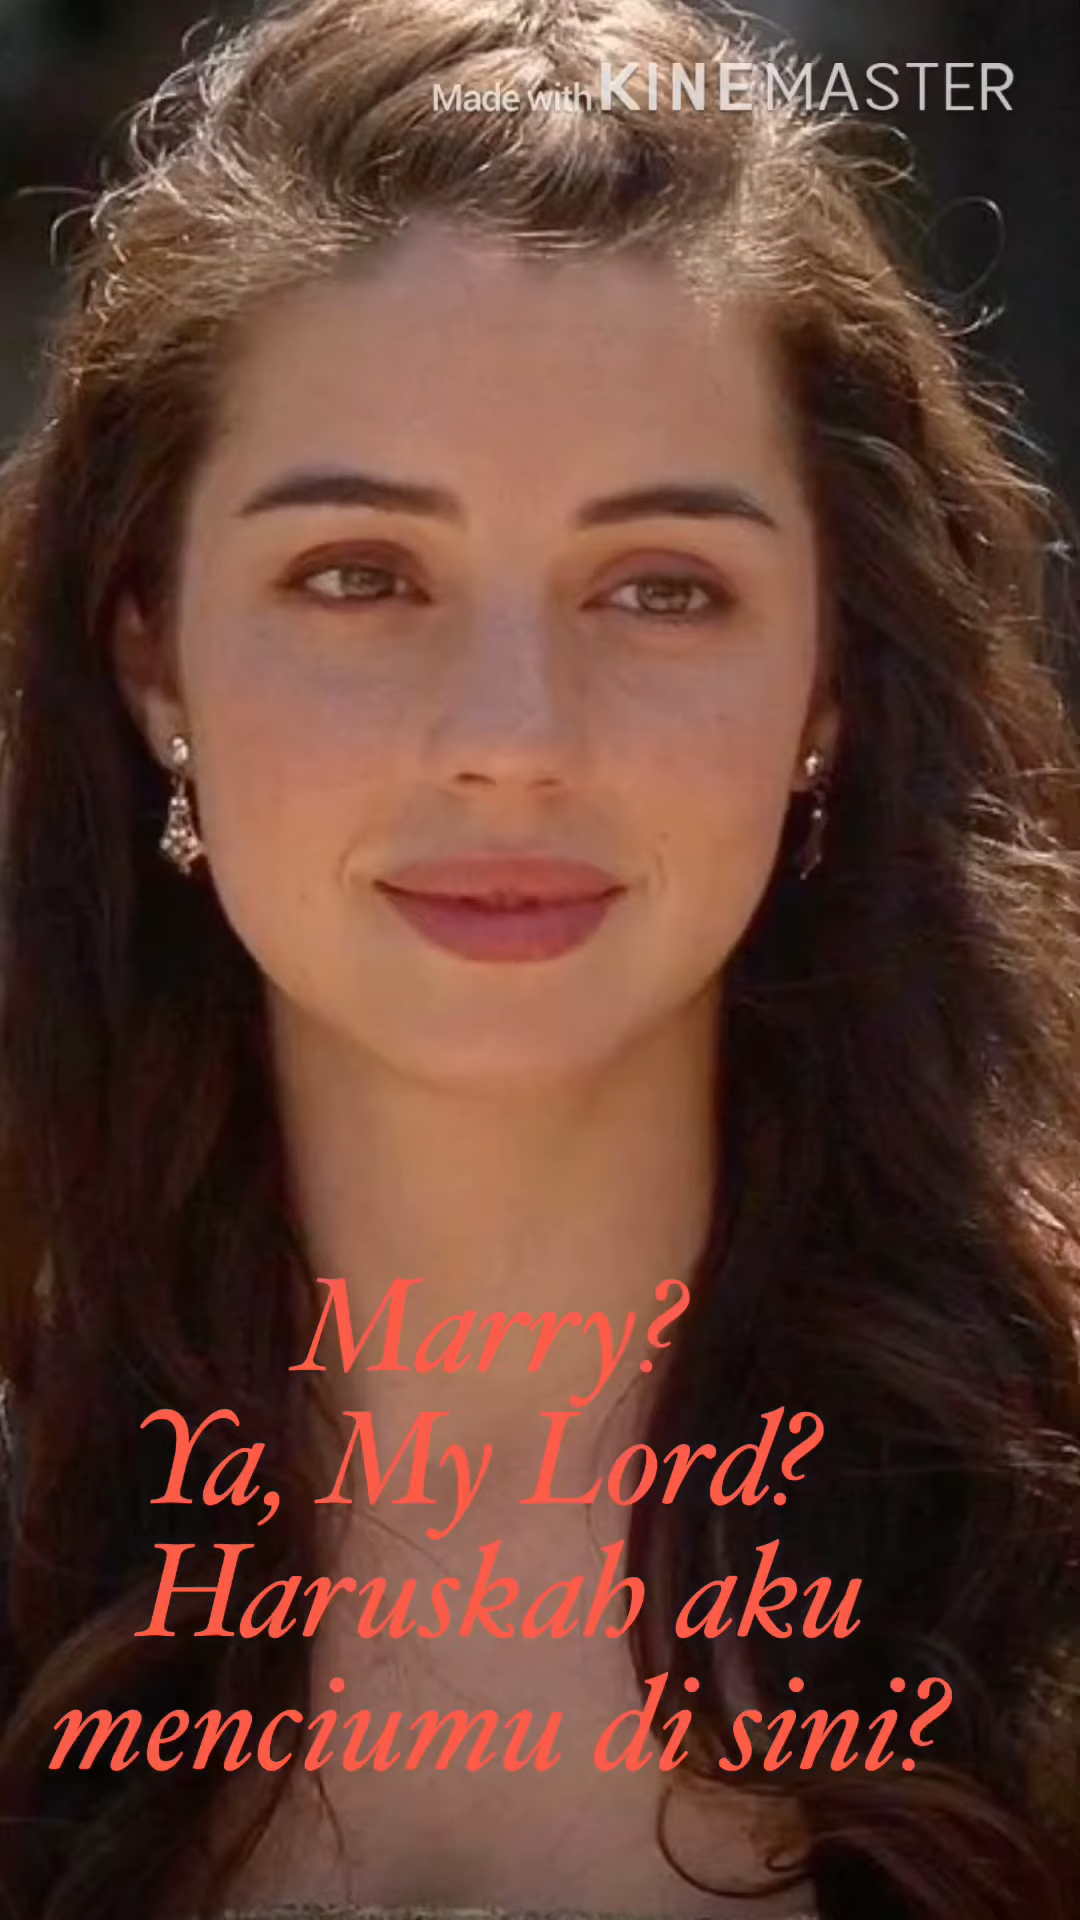 Made with KINEMASTER
Marry?
Ya, My Lord?
Haruskah aku
menciumu di sini?